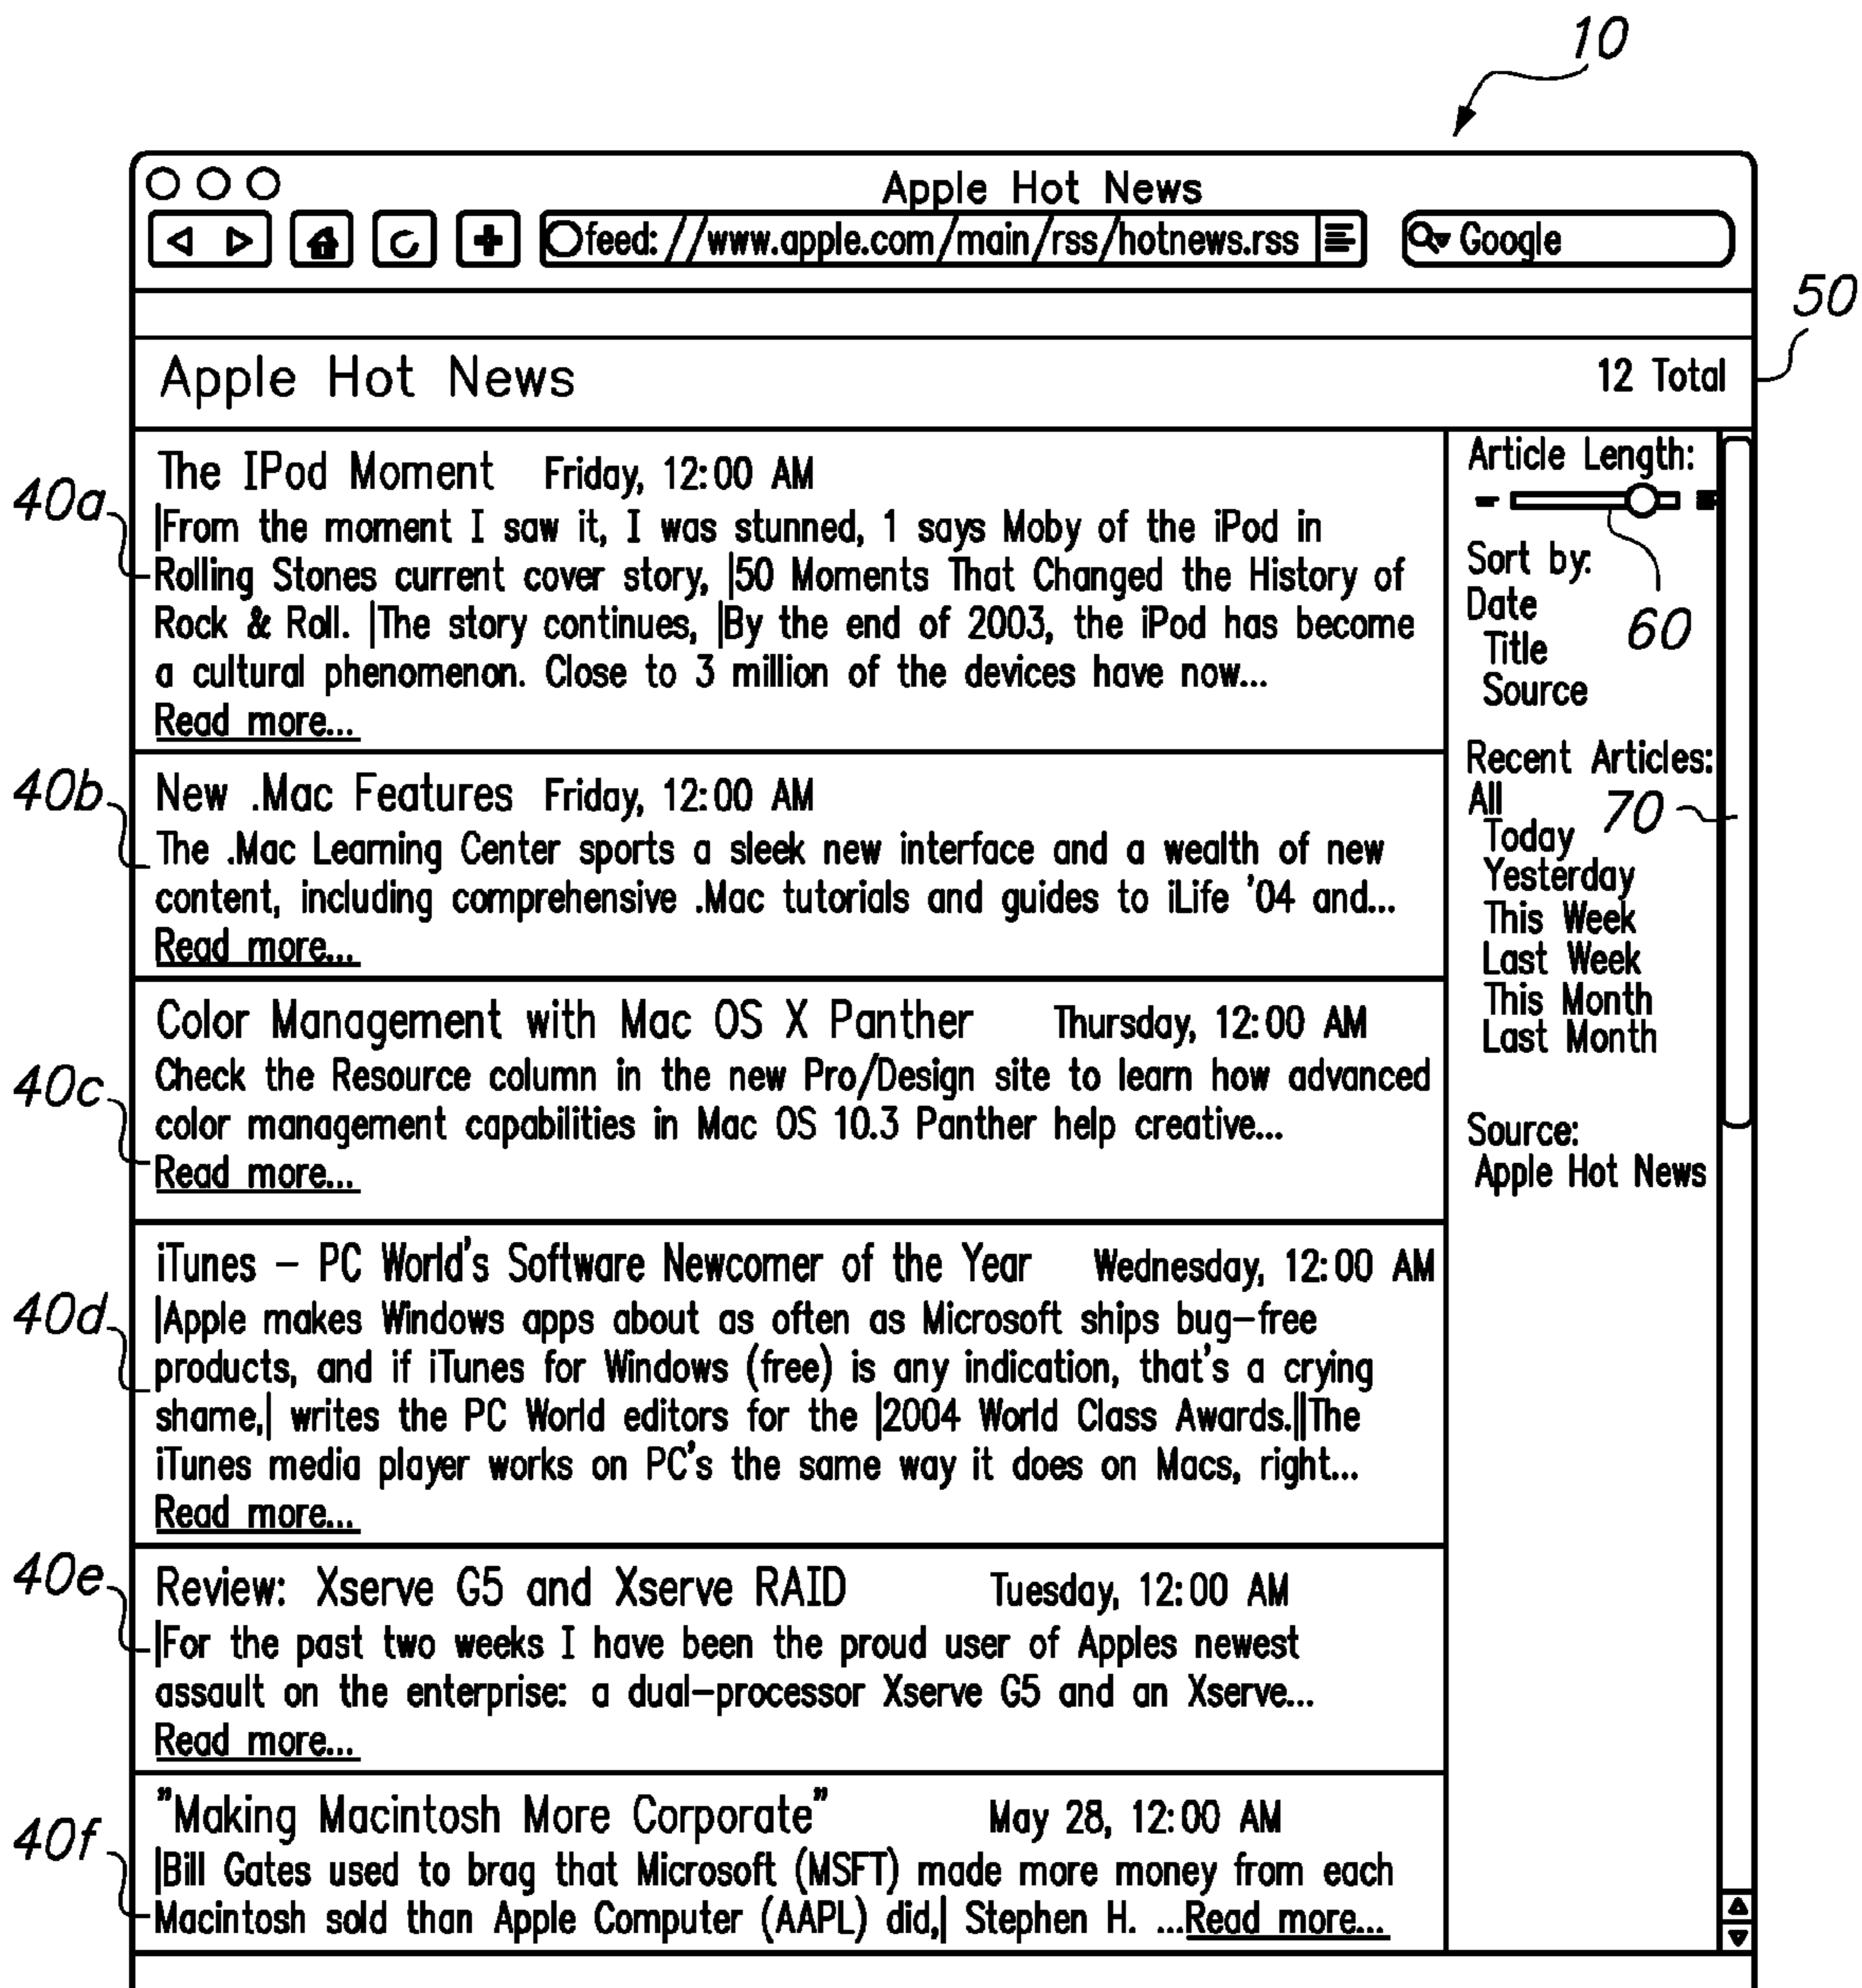 10
Apple Hot News
feed: //www.apple.com/main/rss/hotnews.rss
Google
50
Apple Hot News
12 Total
40a
The IPod Moment Friday, 12:00 AM
|From the moment I saw it, I was stunned, 1 says Moby of the iPod in
Rolling Stones current cover story, |50 Moments That Changed the History of
Rock & Roll. |The story continues, |By the end of 2003, the iPod has become
a cultural phenomenon. Close to 3 million of the devices have now...
Read more...
40b
New .Mac Features Friday, 12:00 AM
The .Mac Learning Center sports a sleek new interface and a wealth of new
content, including comprehensive .Mac tutorials and guides to iLife '04 and...
Read more...
40c
Color Management with Mac OS X Panther Thursday, 12:00 AM
Check the Resource column in the new Pro/Design site to learn how advanced
color management capabilities in Mac OS 10.3 Panther help creative...
Read more...
40d
iTunes – PC World's Software Newcomer of the Year Wednesday, 12:00 AM
|Apple makes Windows apps about as often as Microsoft ships bug–free
products, and if iTunes for Windows (free) is any indication, that's a crying
shame,| writes the PC World editors for the |2004 World Class Awards.||The
iTunes media player works on PC's the same way it does on Macs, right...
Read more...
40e
Review: Xserve G5 and Xserve RAID Tuesday, 12:00 AM
|For the past two weeks I have been the proud user of Apples newest
assault on the enterprise: a dual–processor Xserve G5 and an Xserve...
Read more...
40f
"Making Macintosh More Corporate" May 28, 12:00 AM
|Bill Gates used to brag that Microsoft (MSFT) made more money from each
Macintosh sold than Apple Computer (AAPL) did,| Stephen H. ...Read more...
Article Length:
60
Sort by:
Date
Title
Source
Recent Articles:
All
70
Today
Yesterday
This Week
Last Week
This Month
Last Month
Source:
Apple Hot News